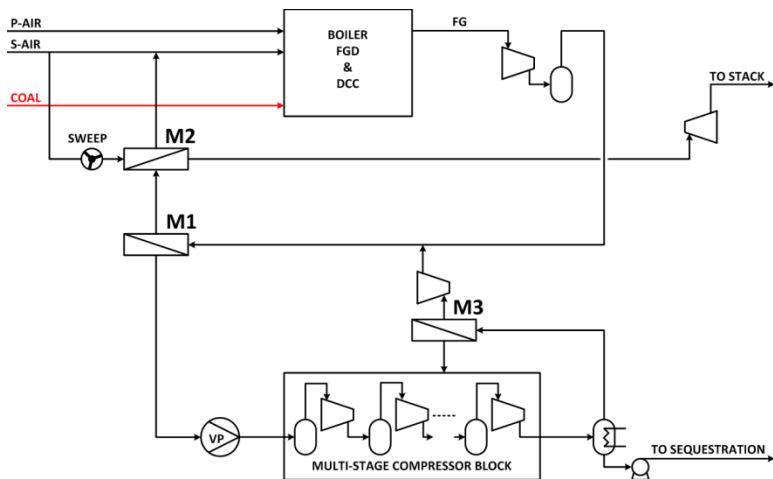 P-AIR
S-AIR
COAL
BOILER
FGD
&
DCC
FG
TO STACK
SWEEP
M2
M1
M3
VP
MULTI-STAGE COMPRESSOR BLOCK
TO SEQUESTRATION